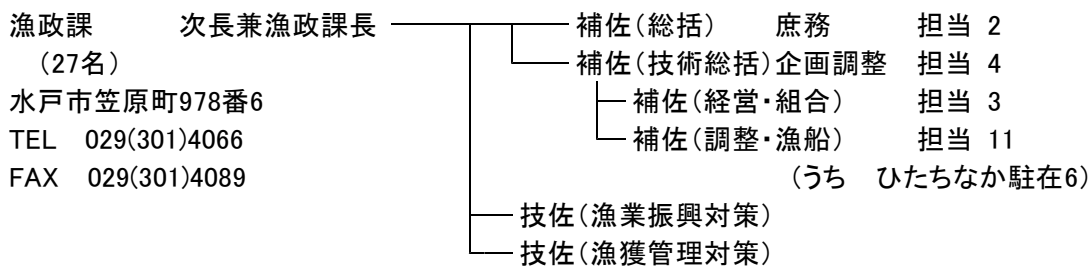 漁政課　　次長兼漁政課長　補佐(総括)　庶務　担当 2
(27名)　補佐(技術総括)企画調整　担当 4
水戸市笠原町978番6　補佐(経営・組合)　担当 3
TEL　029(301)4066　補佐(調整・漁船)　担当 11
FAX　029(301)4089　(うち　ひたちなか駐在6)
技佐(漁業振興対策)
技佐(漁獲管理対策)